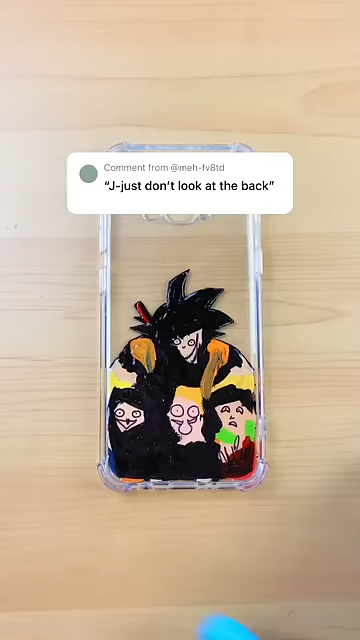 Comment from @meh-fv8td
“J-just don’t look at the back”